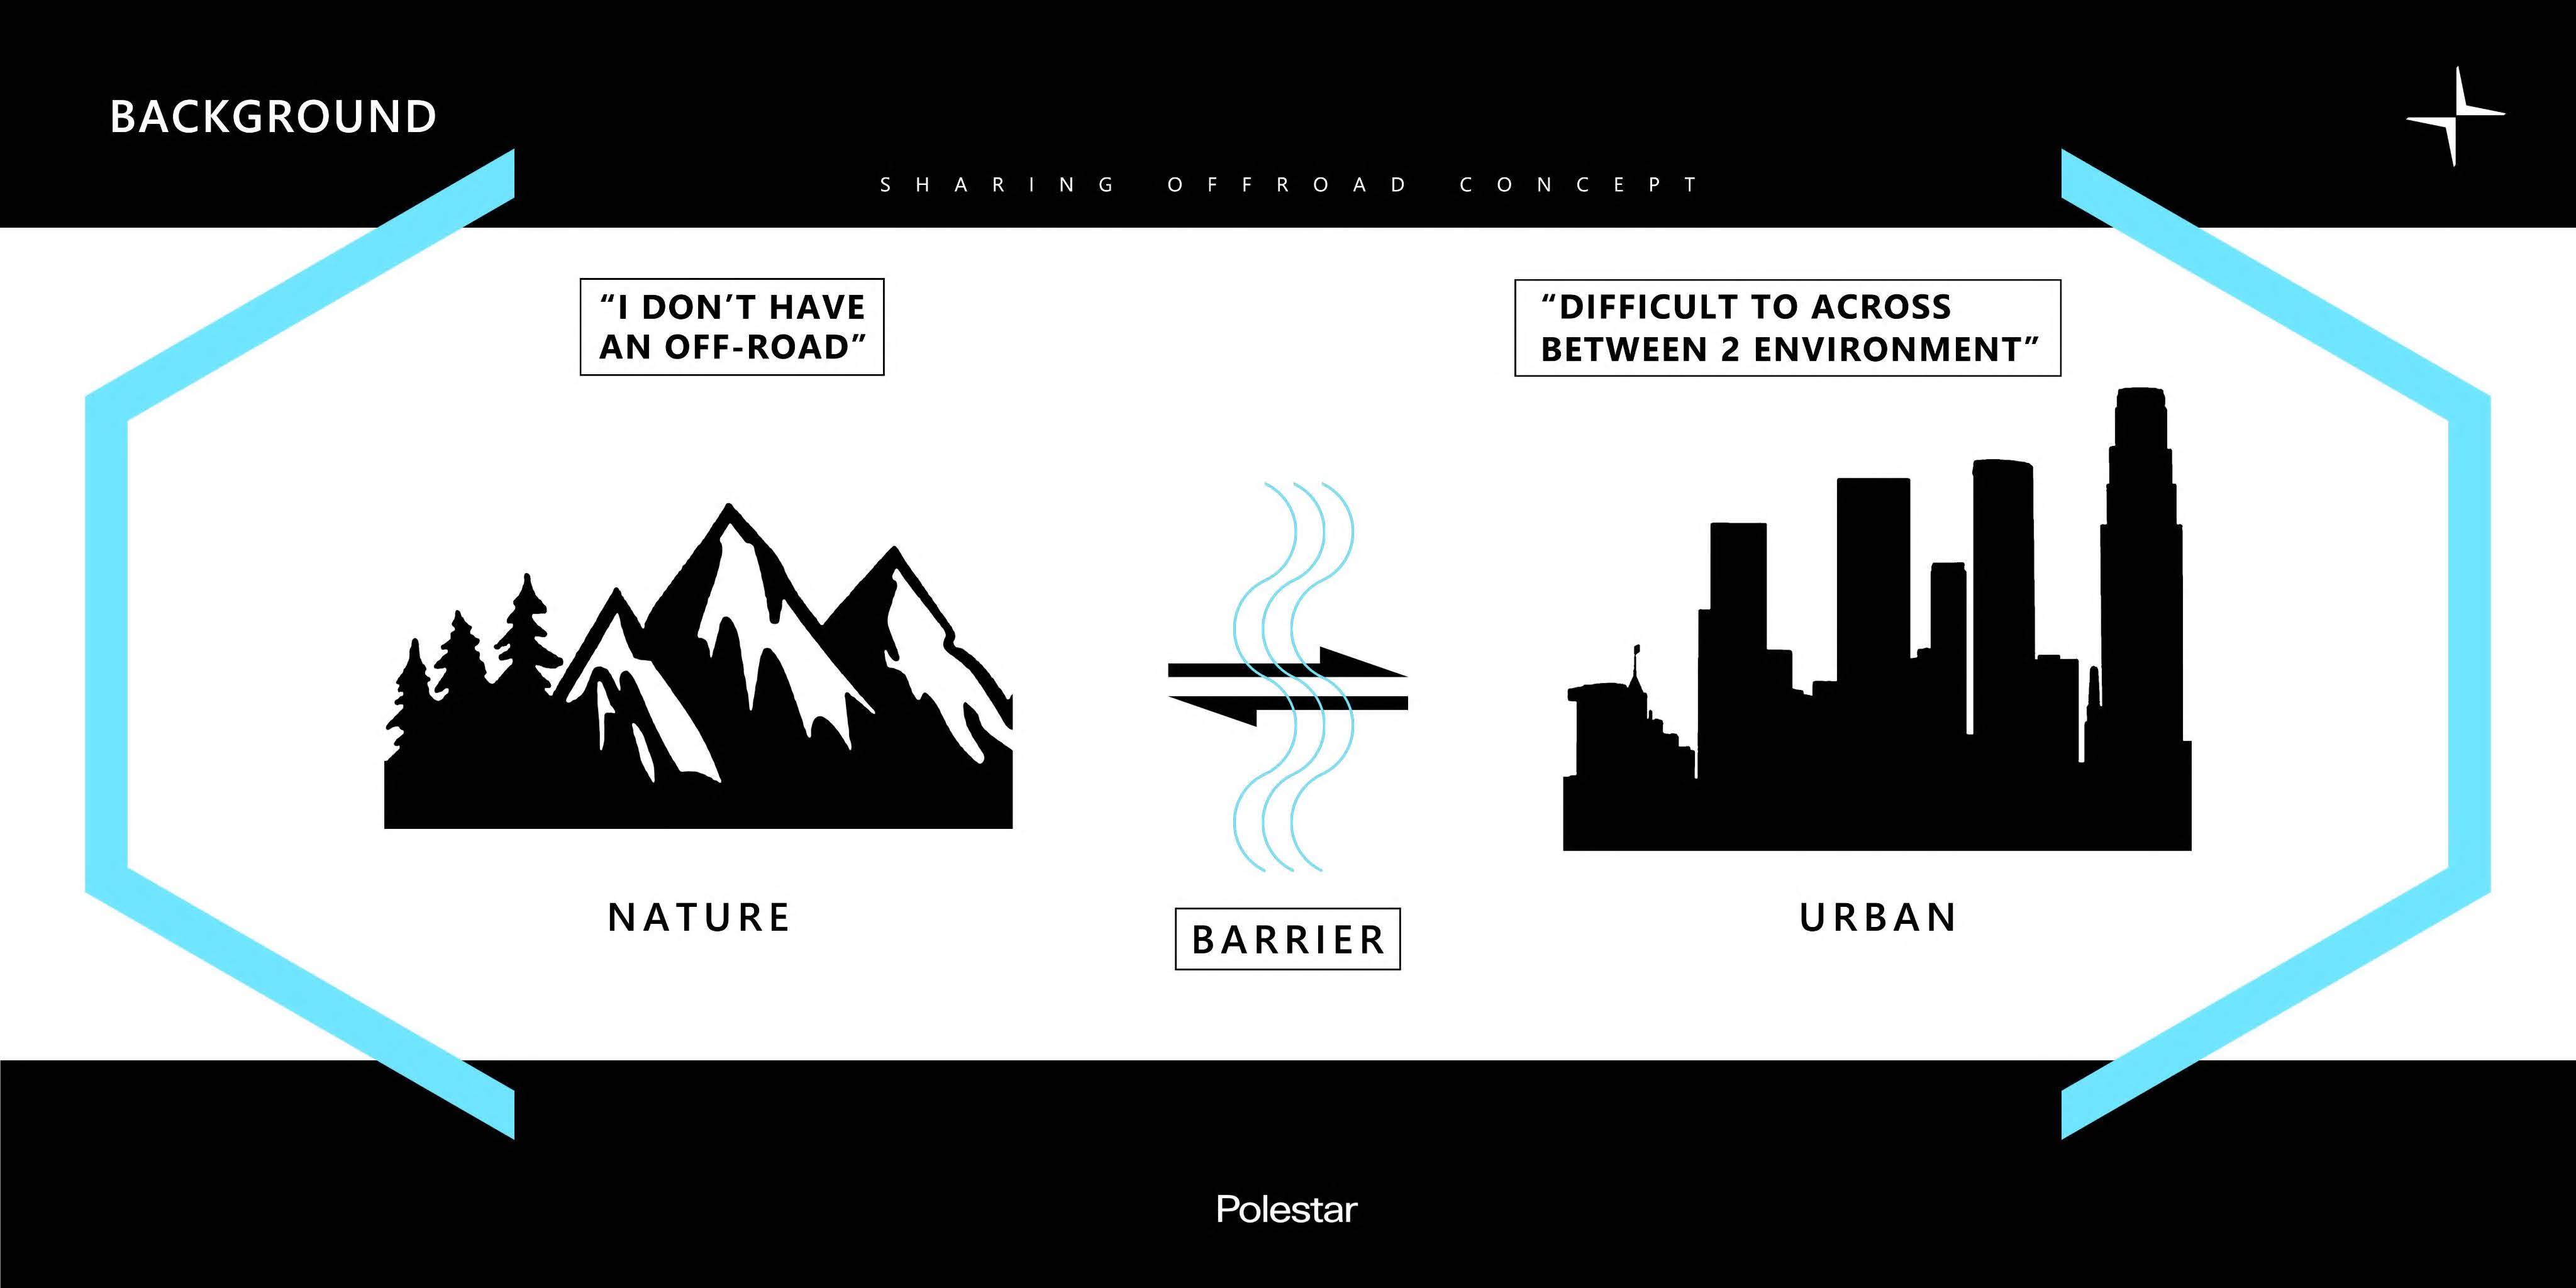 BACKGROUND
SHARING OFFROAD CONCEPT
“I DON’T HAVE
AN OFF-ROAD”
“DIFFICULT TO ACROSS
BETWEEN 2 ENVIRONMENT”
NATURE
BARRIER
URBAN
Polestar